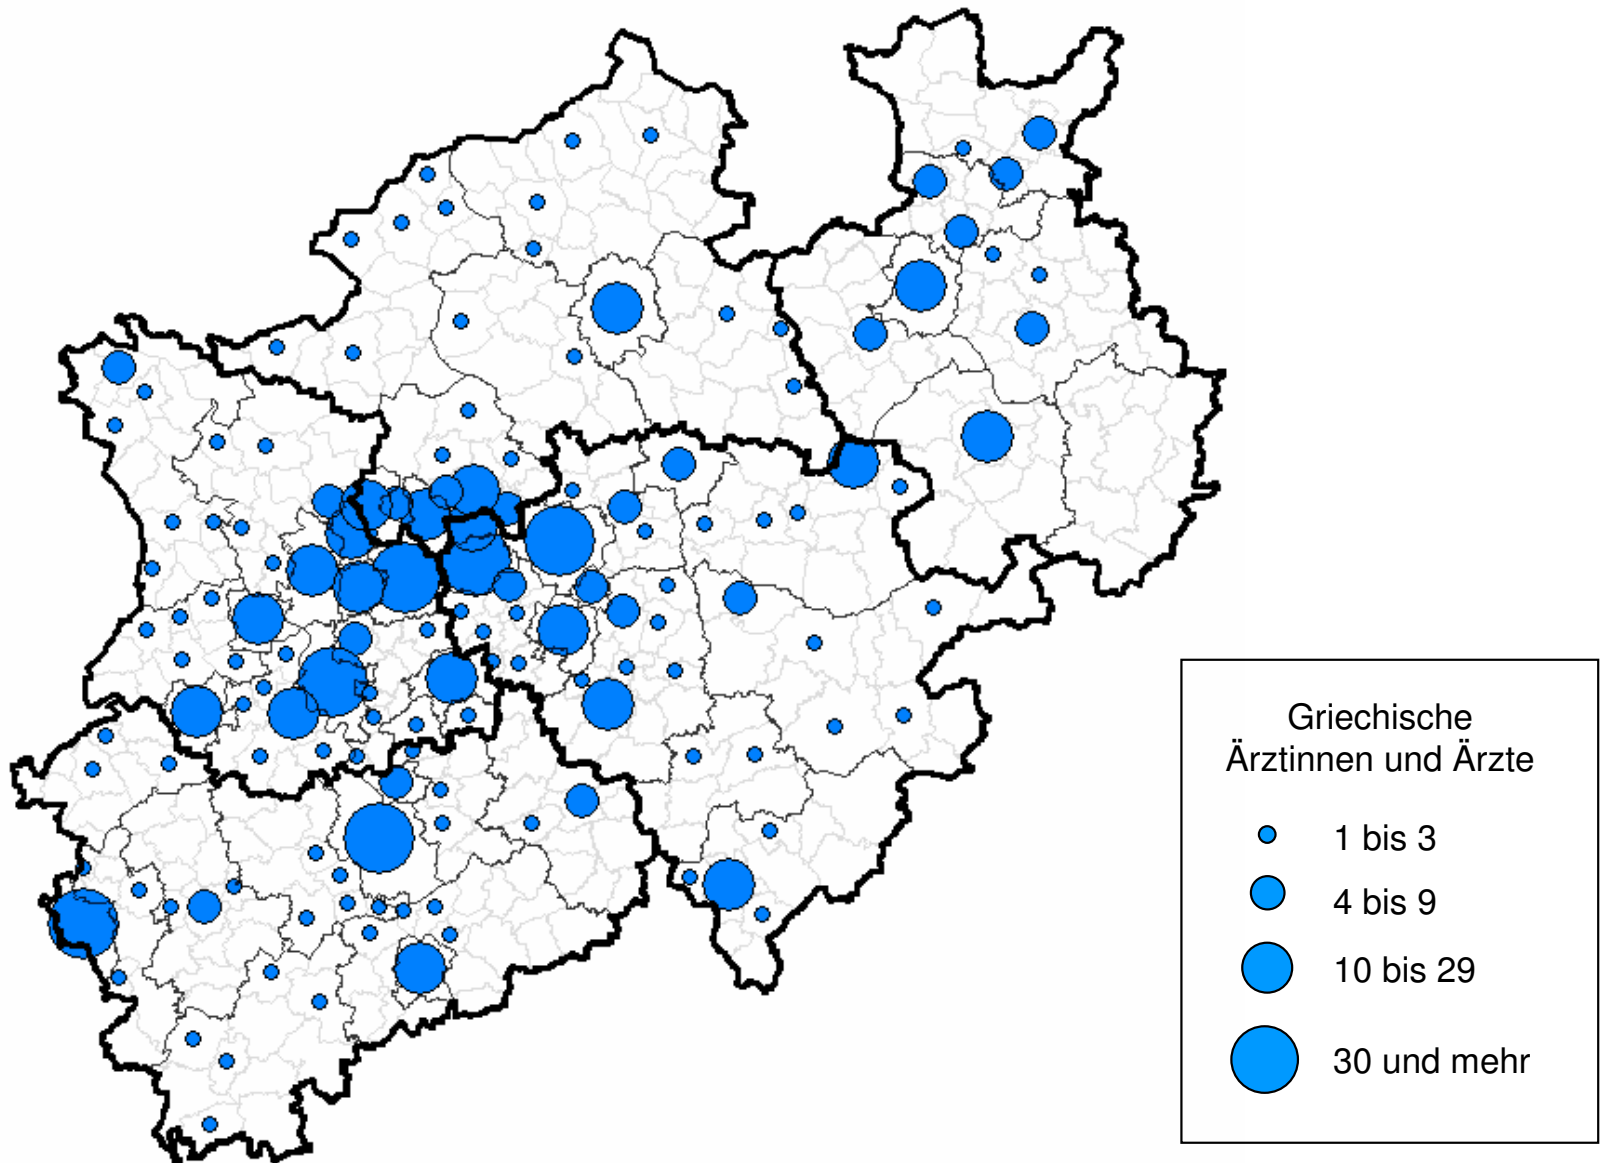 Griechische
Ärztinnen und Ärzte
1 bis 3
4 bis 9
10 bis 29
30 und mehr